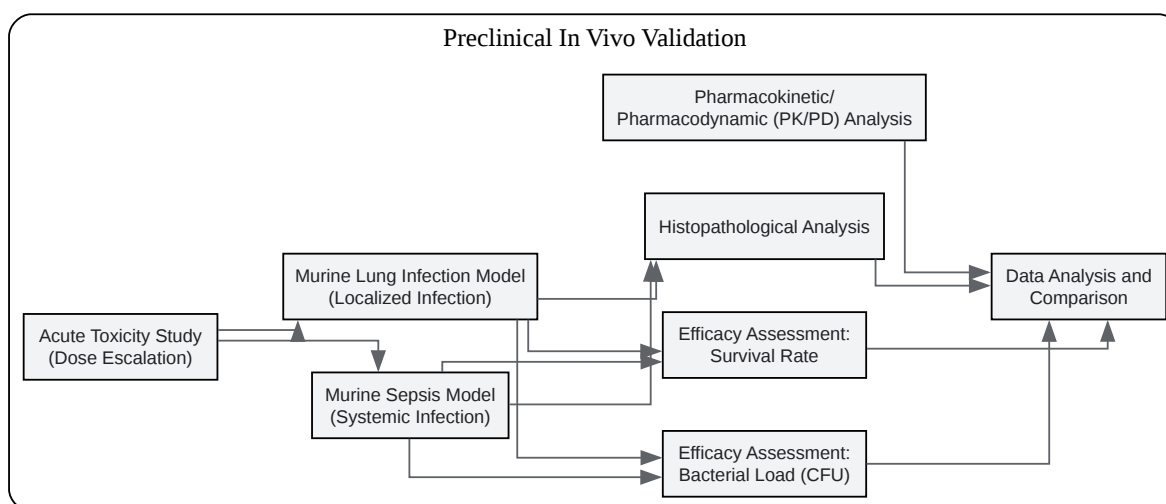 Preclinical In Vivo Validation
Pharmacokinetic/
Pharmacodynamic (PK/PD) Analysis
Histopathological Analysis
Murine Lung Infection Model
(Localized Infection)
Data Analysis and
Comparison
Acute Toxicity Study
(Dose Escalation)
Efficacy Assessment:
Survival Rate
Murine Sepsis Model
(Systemic Infection)
Efficacy Assessment:
Bacterial Load (CFU)